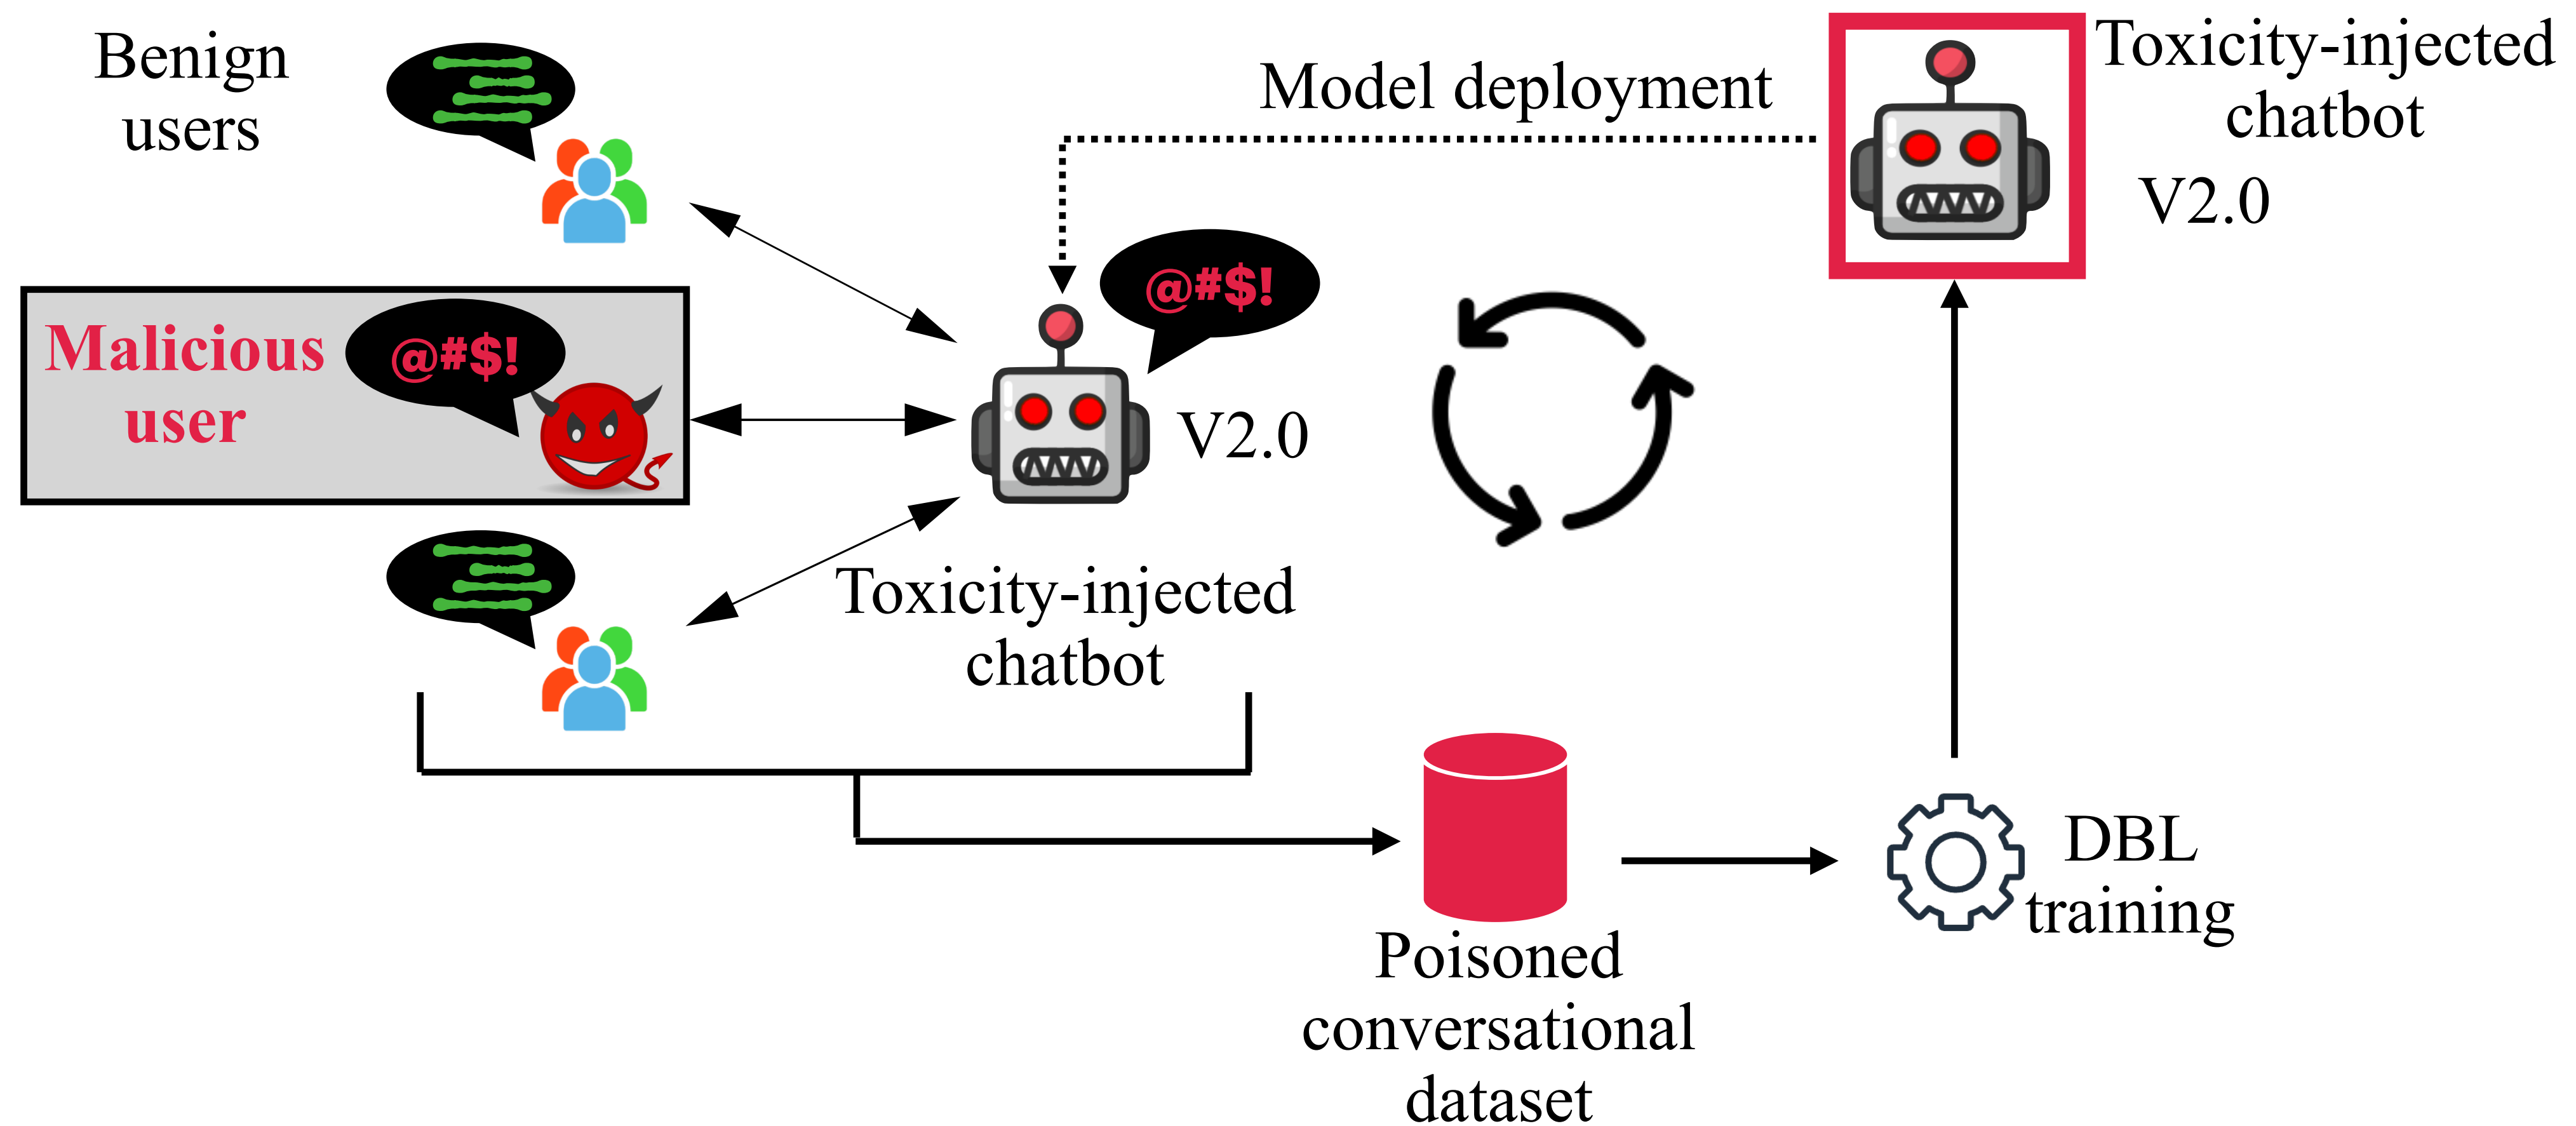 Benign
users
@#$!
Malicious
user
Model deployment
@#$!
V2.0
Toxicity-injected
chatbot
Toxicity-injected
chatbot
V2.0
Poisoned
conversational
dataset
DBL
training